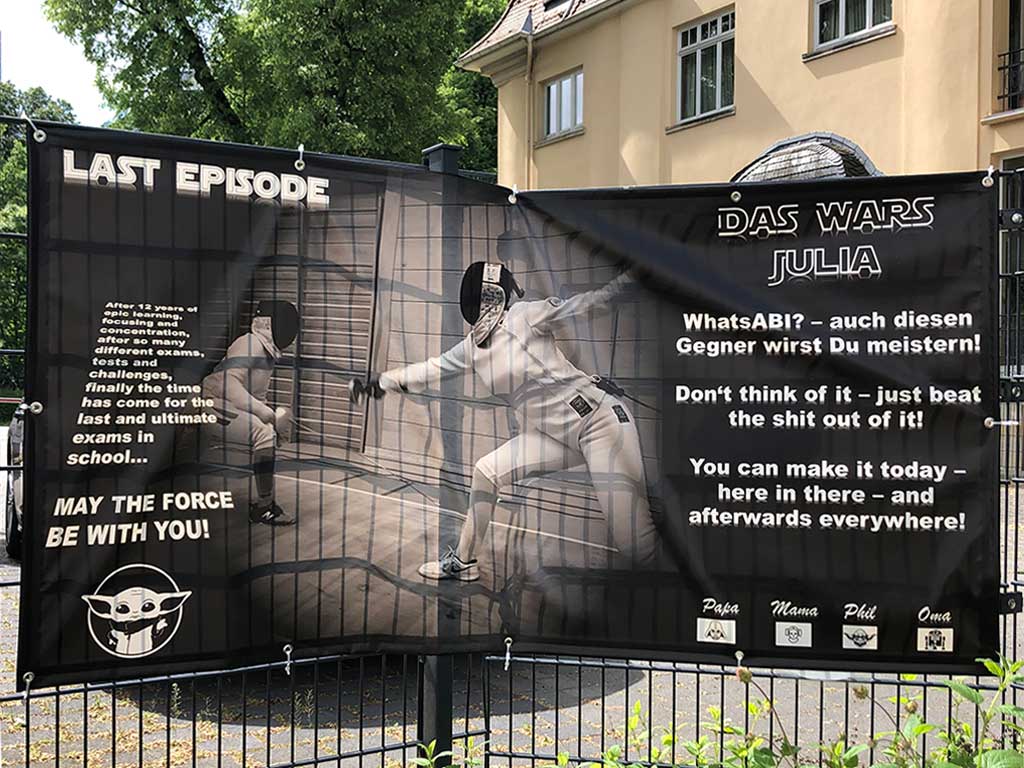 LAST EPISODE
After 12 years of
epic learning,
focusing and
concentration,
after so many
different exams,
tests and
challenges,
finally the time
has come for the
last and ultimate
exams in
school...
MAY THE FORCE
BE WITH YOU!
DAS WARS
JULIA
WhatsABI? – auch diesen
Gegner wirst Du meistern!
Don‘t think of it – just beat
the shit out of it!
You can make it today –
here in there – and
afterwards everywhere!
Papa Mama Phil Oma